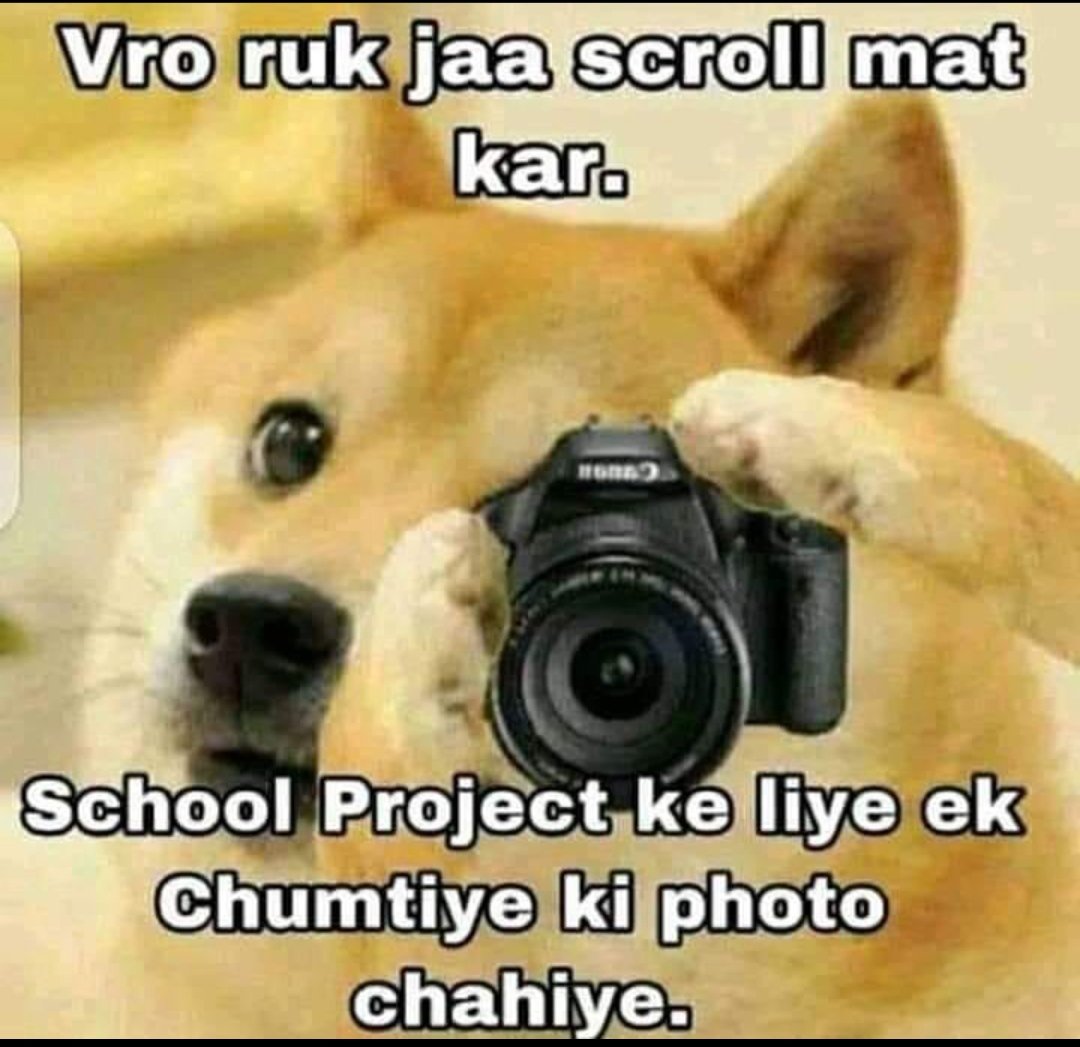 Vro ruk jaa scroll mat
kar.
School Project ke liye ek
Chumtiye ki photo
chahiye.